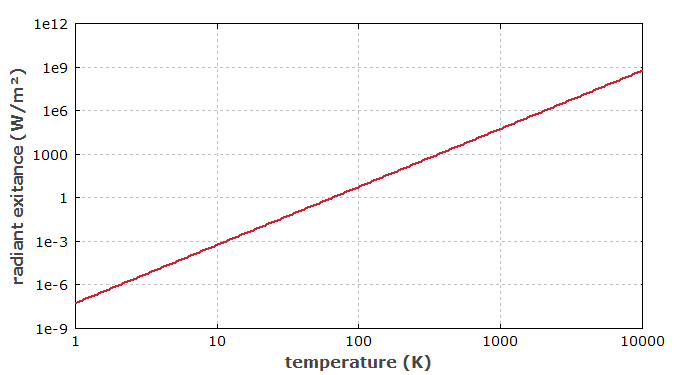 1e12
1e9
1e6
1000
1
1e-3
1e-6
1e-9
radiant exitance (W/m²)
1 10 100 1000 10000
temperature (K)